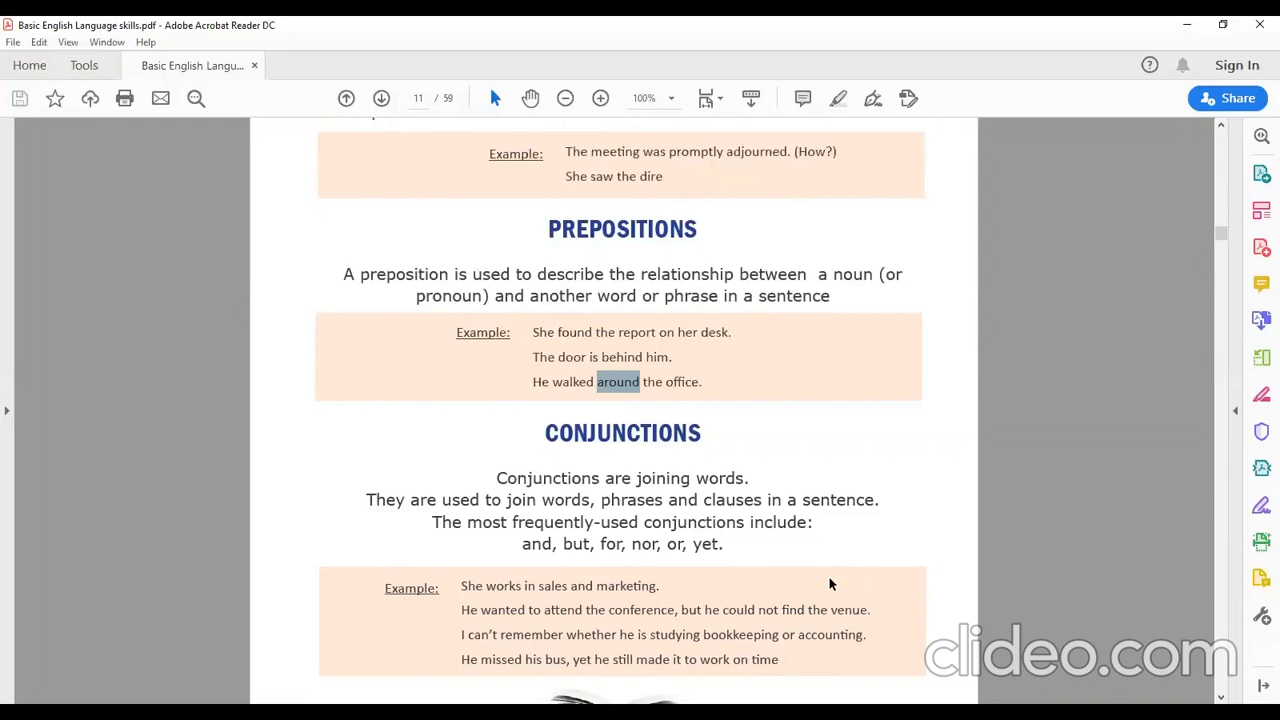 Basic English Language skills.pdf - Adobe Acrobat Reader DC
File Edit View Window Help
Home Tools Basic English Langu... × Sign In
11 / 59 100% Share
Example: The meeting was promptly adjourned. (How?)
She saw the dire
PREPOSITIONS
A preposition is used to describe the relationship between a noun (or
pronoun) and another word or phrase in a sentence
Example: She found the report on her desk.
The door is behind him.
He walked around the office.
CONJUNCTIONS
Conjunctions are joining words.
They are used to join words, phrases and clauses in a sentence.
The most frequently-used conjunctions include:
and, but, for, nor, or, yet.
Example: She works in sales and marketing.
He wanted to attend the conference, but he could not find the venue.
I can't remember whether he is studying bookkeeping or accounting.
He missed his bus, yet he still made it to work on time
clideo.com